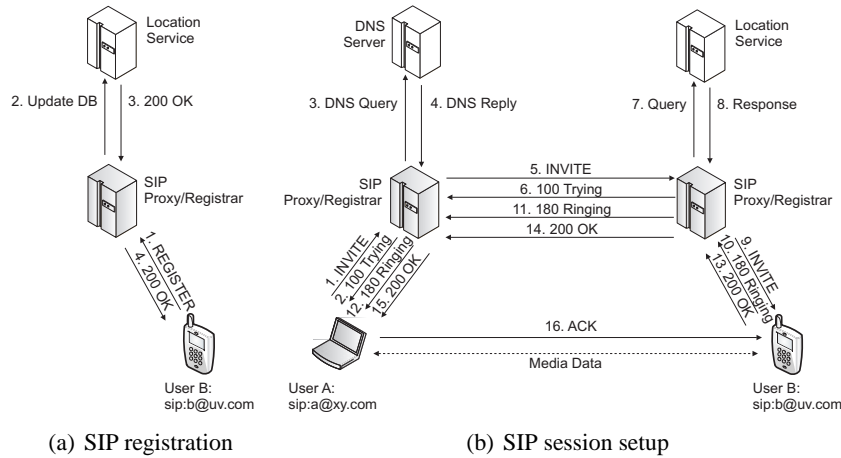 Location
Service
2. Update DB
3. 200 OK
SIP
Proxy/Registrar
1. REGISTER
4. 200 OK
User B:
sip:b@uv.com
(a) SIP registration
DNS
Server
3. DNS Query
4. DNS Reply
Location
Service
7. Query
8. Response
SIP
Proxy/Registrar
5. INVITE
6. 100 Trying
11. 180 Ringing
14. 200 OK
SIP
Proxy/Registrar
1. INVITE
2. 100 Trying
12. 180 Ringing
15. 200 OK
9. INVITE
10. 180 Ringing
13. 200 OK
16. ACK
Media Data
User A:
sip:a@xy.com
User B:
sip:b@uv.com
(b) SIP session setup